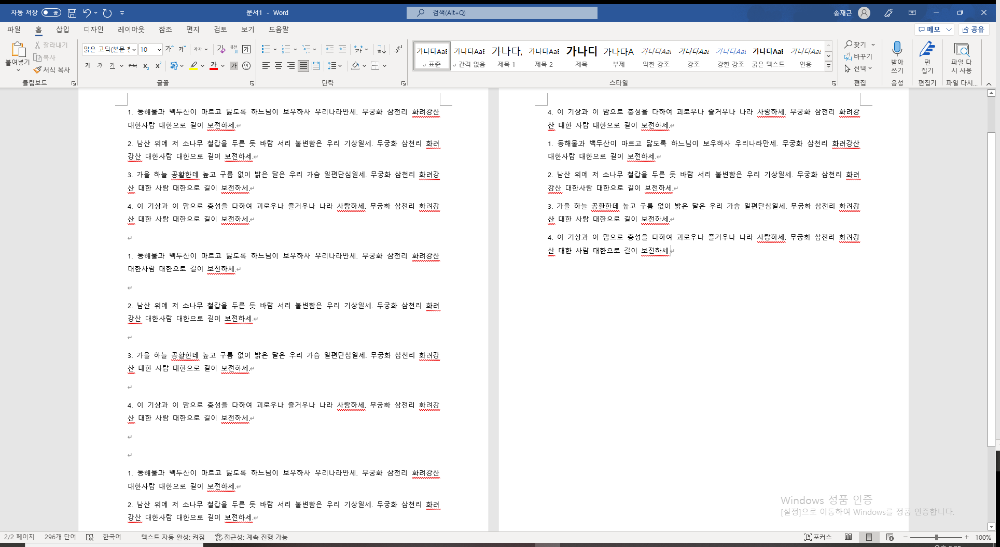 자동 저장 끔 문서1 - Word 검색(Alt+Q) 송재근
파일 홈 삽입 디자인 레이아웃 참조 편지 검토 보기 도움말 메모 공유
붙여넣기 잘라내기 복사 서식 복사 클립보드
맑은 고딕(본문 한 10 가 가 가가 내천 가
가 가 가 가나 x₂ x² 가 가 가 가 인 글꼴
단락
가나다AaB 가나다AaB 가나다, 가나다AaB 가나디 가나다A 가나다AaL 가나다AaL 가나다AaL 가나다AaB 가나다AaL
표준 간격 없음 제목 1 제목 2 제목 부제 약한 강조 강조 강한 강조 굵은 텍스트 인용
스타일
찾기 바꾸기 선택 편집
받아쓰기 음성
편집기 편집기
파일 다시 사용 파일 다시...
1. 동해물과 백두산이 마르고 닳도록 하느님이 보우하사 우리나라만세. 무궁화 삼천리 화려강산
대한사람 대한으로 길이 보전하세.
2. 남산 위에 저 소나무 철갑을 두른 듯 바람 서리 불변함은 우리 기상일세. 무궁화 삼천리 화려
강산 대한사람 대한으로 길이 보전하세.
3. 가을 하늘 공활한데 높고 구름 없이 밝은 달은 우리 가슴 일편단심일세. 무궁화 삼천리 화려강
산 대한 사람 대한으로 길이 보전하세.
4. 이 기상과 이 맘으로 충성을 다하여 괴로우나 즐거우나 나라 사랑하세. 무궁화 삼천리 화려강
산 대한 사람 대한으로 길이 보전하세.
1. 동해물과 백두산이 마르고 닳도록 하느님이 보우하사 우리나라만세. 무궁화 삼천리 화려강산
대한사람 대한으로 길이 보전하세.
2. 남산 위에 저 소나무 철갑을 두른 듯 바람 서리 불변함은 우리 기상일세. 무궁화 삼천리 화려
강산 대한사람 대한으로 길이 보전하세.
3. 가을 하늘 공활한데 높고 구름 없이 밝은 달은 우리 가슴 일편단심일세. 무궁화 삼천리 화려강
산 대한 사람 대한으로 길이 보전하세.
4. 이 기상과 이 맘으로 충성을 다하여 괴로우나 즐거우나 나라 사랑하세. 무궁화 삼천리 화려강
산 대한 사람 대한으로 길이 보전하세.
1. 동해물과 백두산이 마르고 닳도록 하느님이 보우하사 우리나라만세. 무궁화 삼천리 화려강산
대한사람 대한으로 길이 보전하세.
2. 남산 위에 저 소나무 철갑을 두른 듯 바람 서리 불변함은 우리 기상일세. 무궁화 삼천리 화려
강산 대한사람 대한으로 길이 보전하세.
4. 이 기상과 이 맘으로 충성을 다하여 괴로우나 즐거우나 나라 사랑하세. 무궁화 삼천리 화려강
산 대한 사람 대한으로 길이 보전하세.
1. 동해물과 백두산이 마르고 닳도록 하느님이 보우하사 우리나라만세. 무궁화 삼천리 화려강산
대한사람 대한으로 길이 보전하세.
2. 남산 위에 저 소나무 철갑을 두른 듯 바람 서리 불변함은 우리 기상일세. 무궁화 삼천리 화려
강산 대한사람 대한으로 길이 보전하세.
3. 가을 하늘 공활한데 높고 구름 없이 밝은 달은 우리 가슴 일편단심일세. 무궁화 삼천리 화려강
산 대한 사람 대한으로 길이 보전하세.
4. 이 기상과 이 맘으로 충성을 다하여 괴로우나 즐거우나 나라 사랑하세. 무궁화 삼천리 화려강
산 대한 사람 대한으로 길이 보전하세.
Windows 정품 인증
[설정]으로 이동하여 Windows를 정품 인증합니다.
2/2 페이지 296개 단어 한국어 텍스트 자동 완성: 켜짐 접근성: 계속 진행 가능 포커스 100%